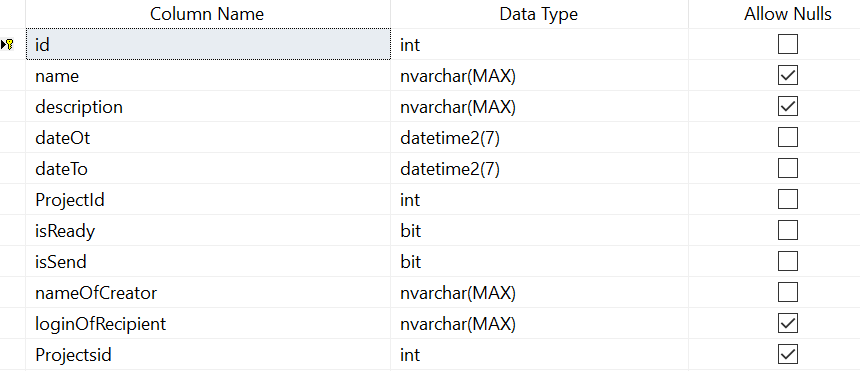 Column Name Data Type Allow Nulls
id int
name nvarchar(MAX)
description nvarchar(MAX)
dateOt datetime2(7)
dateTo datetime2(7)
ProjectId int
isReady bit
isSend bit
nameOfCreator nvarchar(MAX)
loginOfRecipient nvarchar(MAX)
Projectsid int